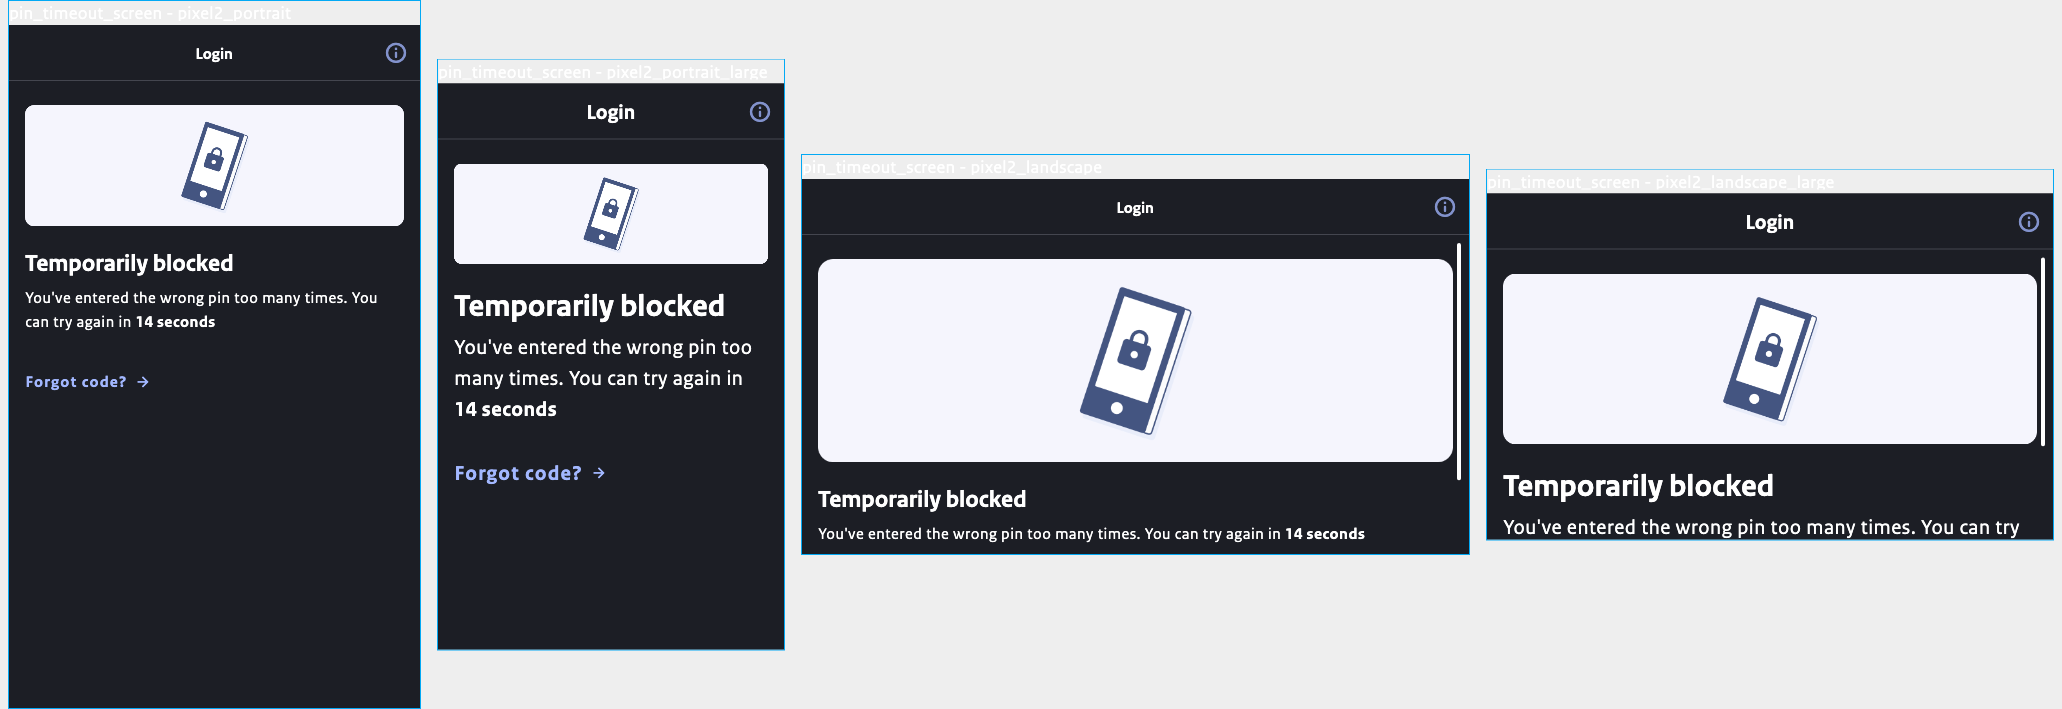 pin_timeout_screen - pixel2_portrait
Login
Temporarily blocked
You've entered the wrong pin too many times. You
can try again in 14 seconds
Forgot code? →
pin_timeout_screen - pixel2_portrait_large
Login
Temporarily blocked
You've entered the wrong pin too
many times. You can try again in
14 seconds
Forgot code? →
pin_timeout_screen - pixel2_landscape
Login
Temporarily blocked
You've entered the wrong pin too many times. You can try again in 14 seconds
pin_timeout_screen - pixel2_landscape_large
Login
Temporarily blocked
You've entered the wrong pin too many times. You can try